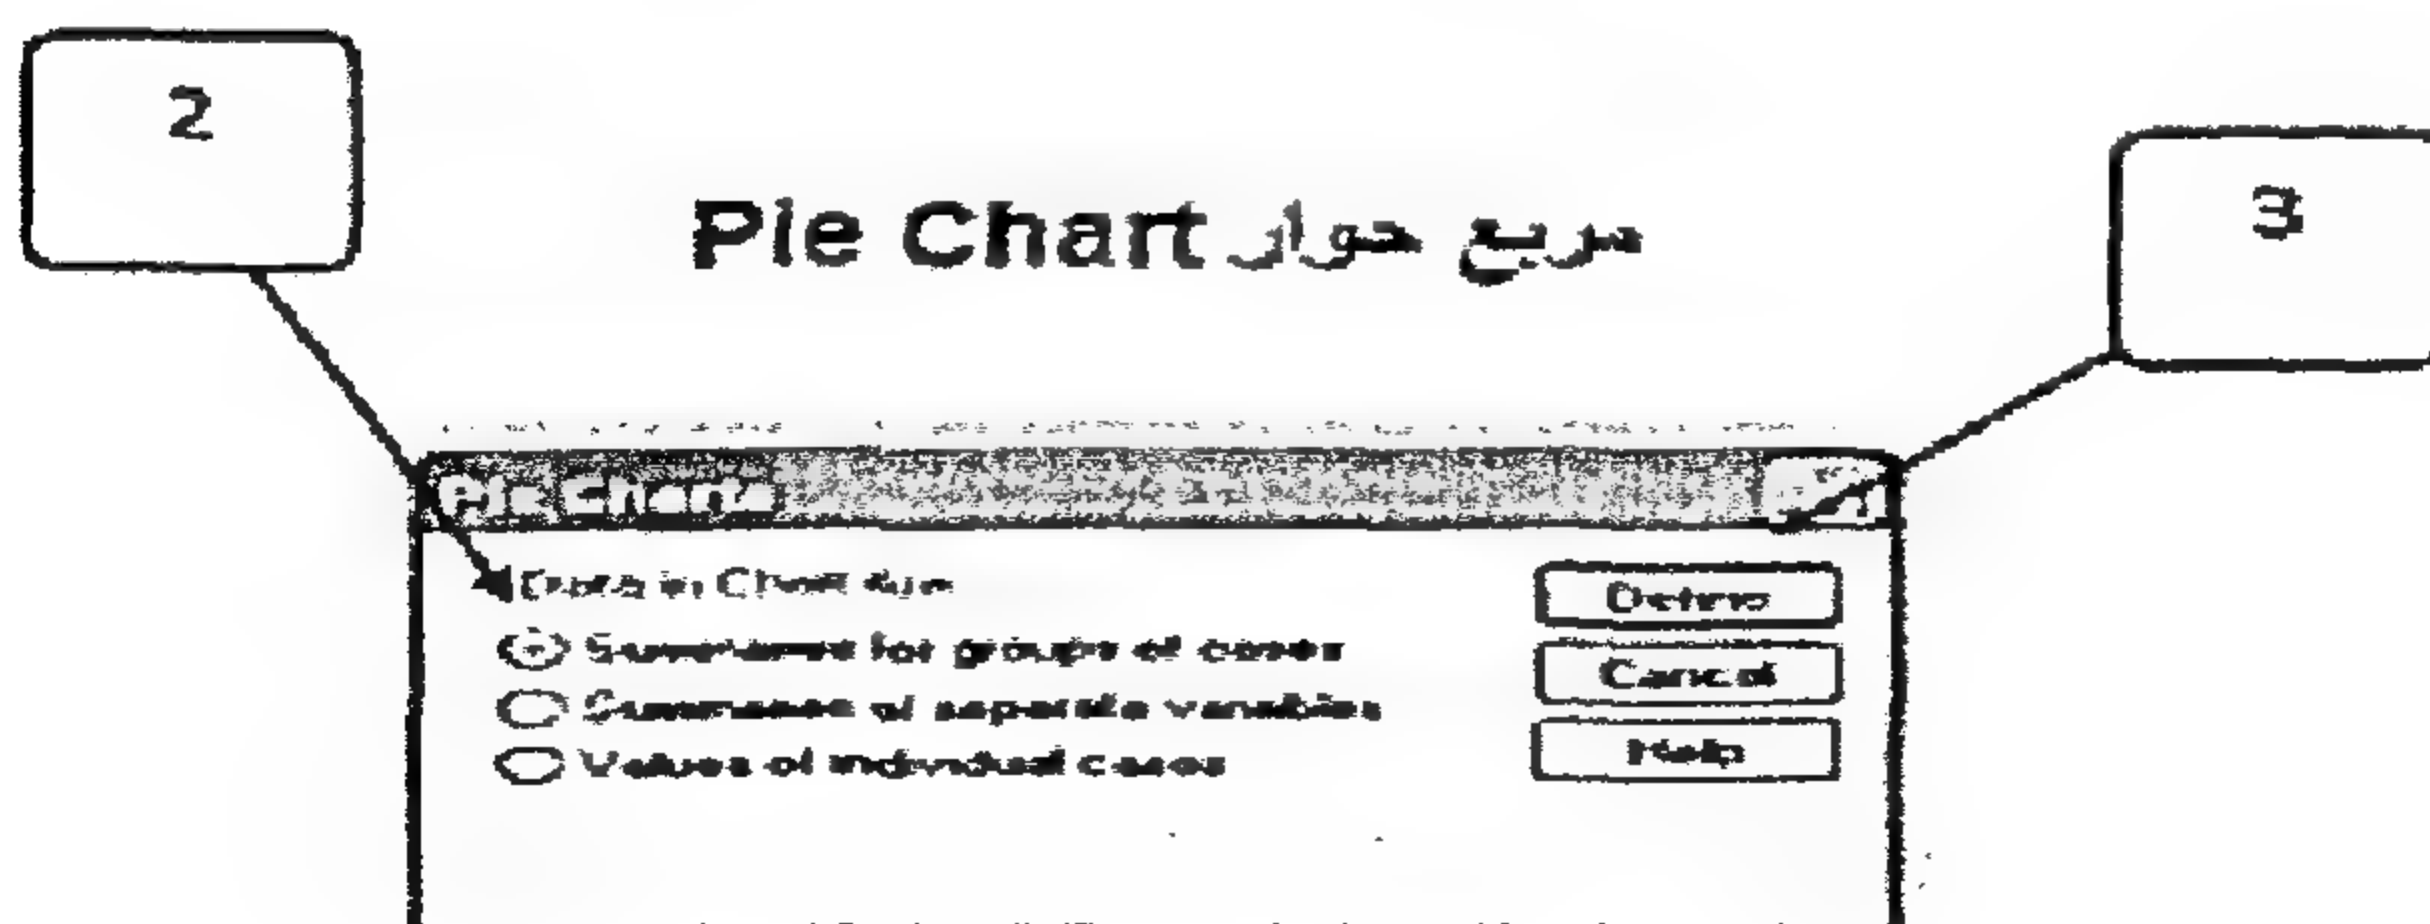 2
3
مربع حوار Pie Chart
Pie Charts
Data in Chart Are
Summaries for groups of cases
Summaries of separate variables
Values of individual cases
Define
Cancel
Help